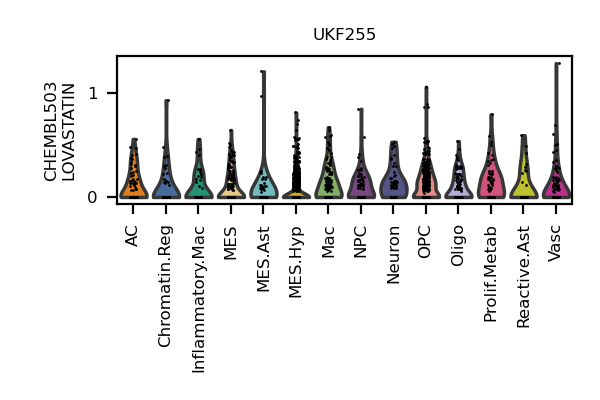 UKF255
CHEMBL503
LOVASTATIN
1
0
AC
Chromatin.Reg
Inflammatory.Mac
MES
MES.Ast
MES.Hyp
Mac
NPC
Neuron
OPC
Oligo
Prolif.Metab
Reactive.Ast
Vasc